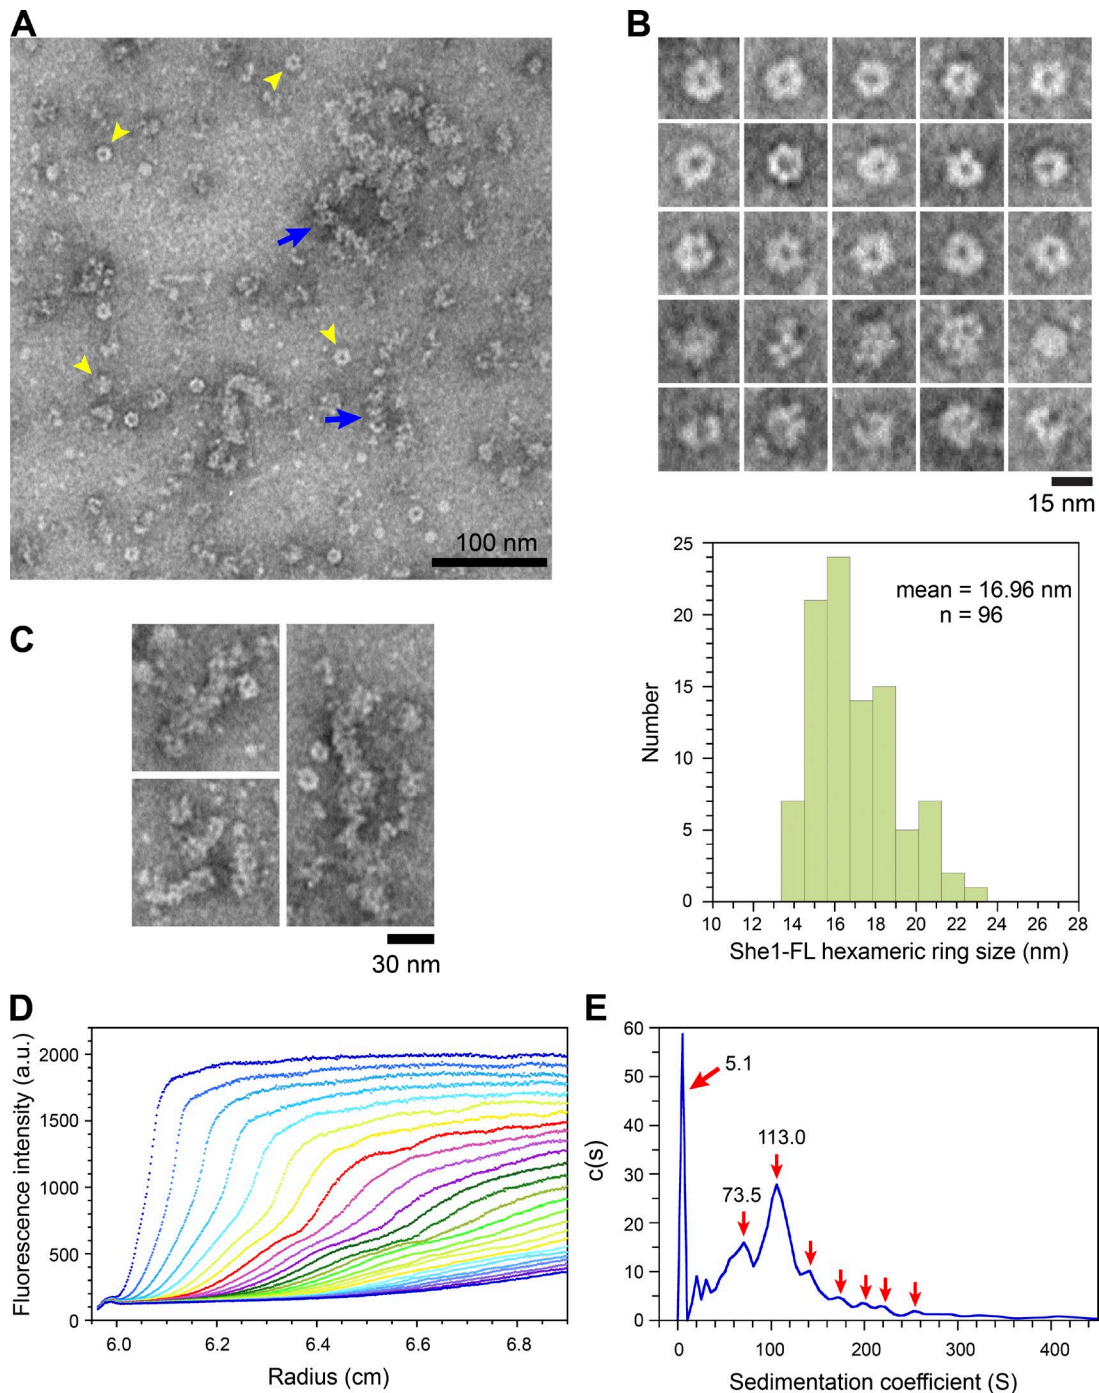 A
B
100 nm
15 nm
C
30 nm
25
20
15
10
5
0
Number
mean = 16.96 nm
n = 96
10 12 14 16 18 20 22 24 26 28
She1-FL hexameric ring size (nm)
D
2000
1500
1000
500
0
Fluorescence intensity (a.u.)
6.0 6.2 6.4 6.6 6.8
Radius (cm)
E
60
50
40
30
20
10
0
c(s)
5.1
113.0
73.5
0 100 200 300 400
Sedimentation coefficient (S)